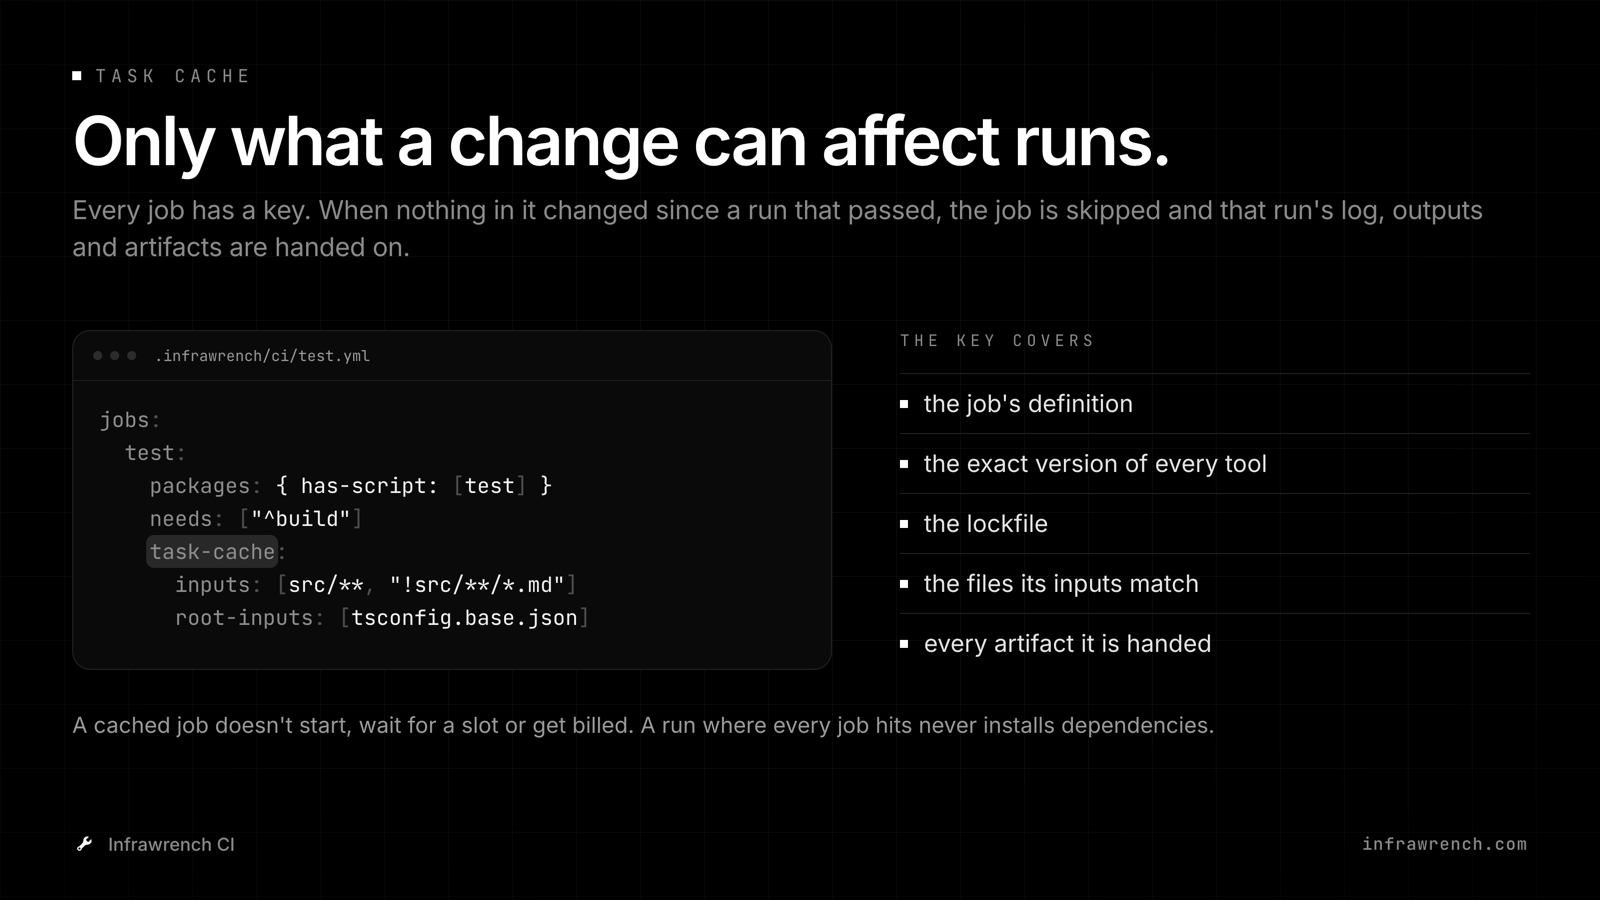 TASK CACHE
Only what a change can affect runs.
Every job has a key. When nothing in it changed since a run that passed, the job is skipped and that run's log, outputs
and artifacts are handed on.
.infrawrench/ci/test.yml
jobs:
  test:
    packages: { has-script: [test] }
    needs: ["^build"]
    task-cache:
      inputs: [src/**, "!src/**/*.md"]
      root-inputs: [tsconfig.base.json]
THE KEY COVERS
the job's definition
the exact version of every tool
the lockfile
the files its inputs match
every artifact it is handed
A cached job doesn't start, wait for a slot or get billed. A run where every job hits never installs dependencies.
Infrawrench CI
infrawrench.com